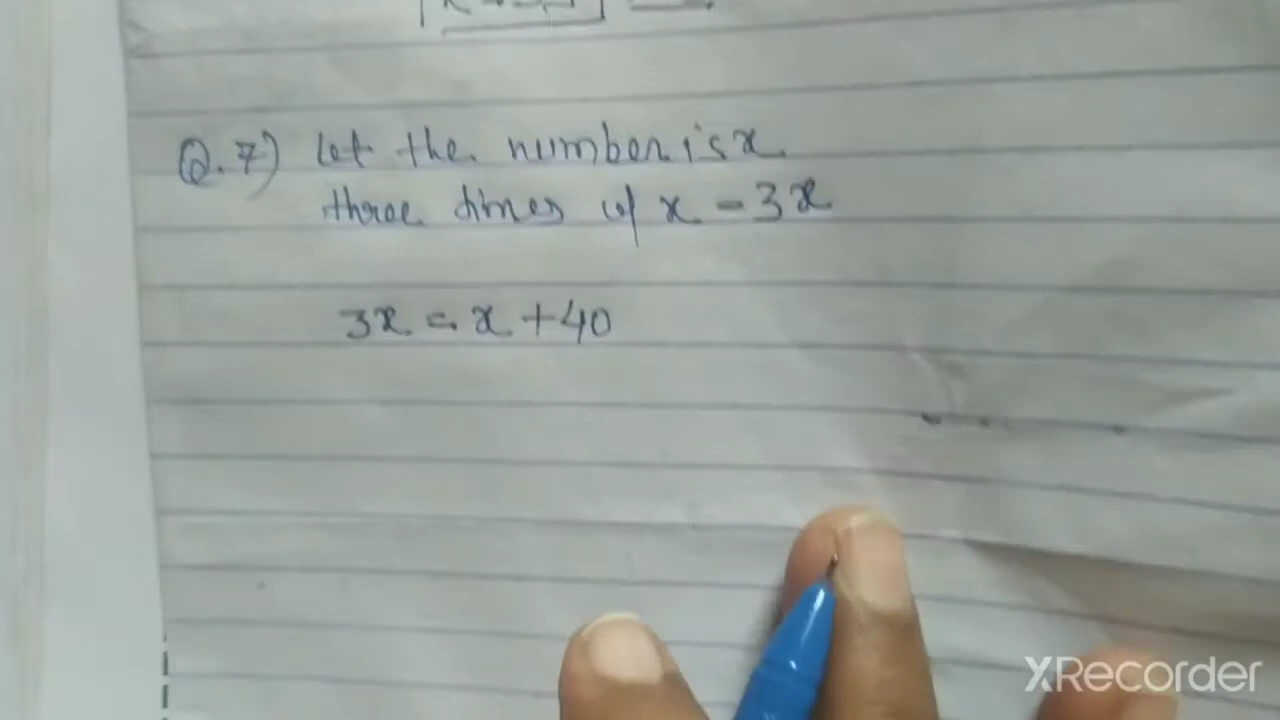 Q.7) let the number is x
three times of x - 3x
3x = x + 40
XRecorder